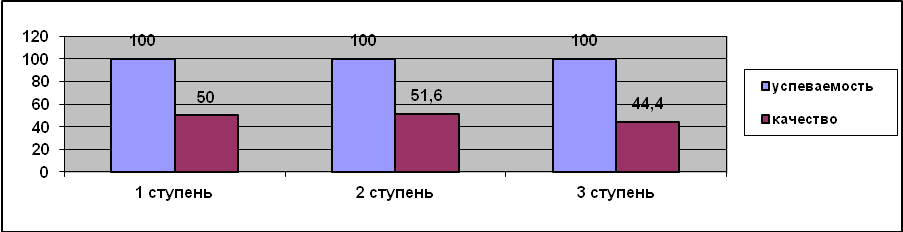 120
100
80
60
40
20
0
100
50
100
51,6
100
44,4
1 ступень
2 ступень
3 ступень
успеваемость
качество